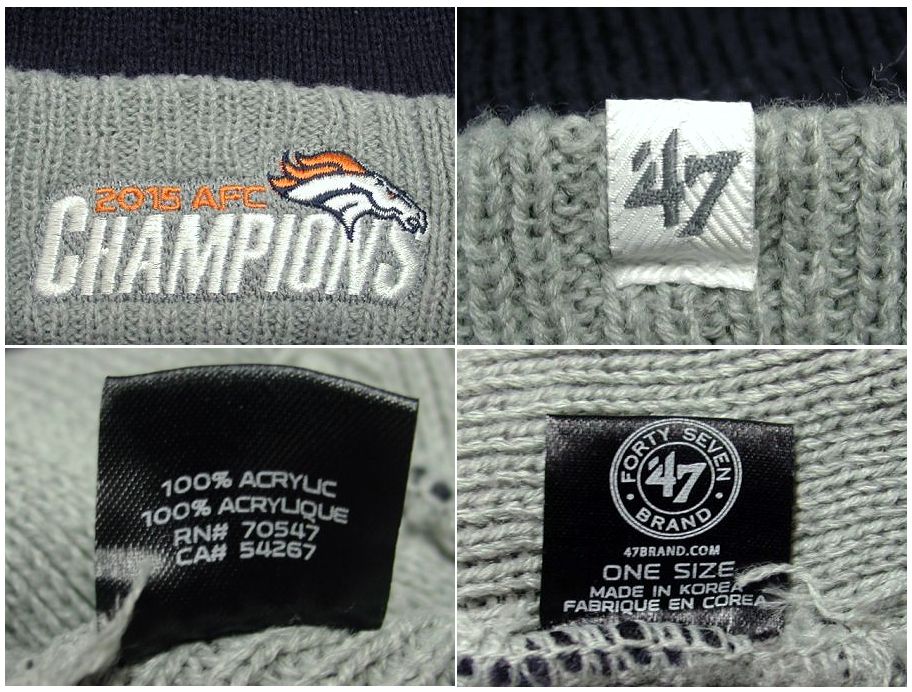 2015 AFC
CHAMPIONS
'47
100% ACRYLIC
100% ACRYLIQUE
RN# 70547
CA# 54267
FORTY SEVEN
'47
BRAND
47BRAND.COM
ONE SIZE
MADE IN KOREA
FABRIQUE EN COREA